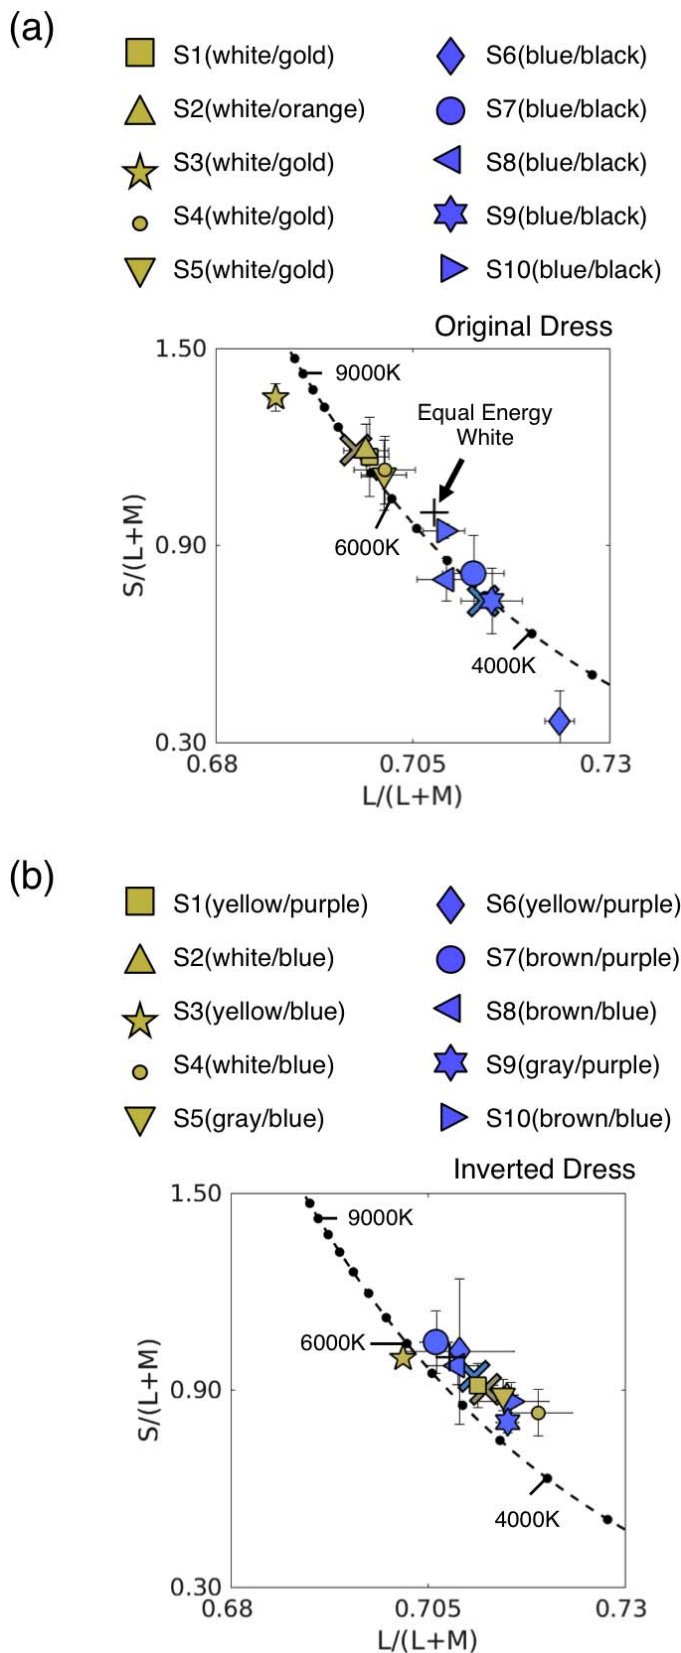 (a)
S1(white/gold)
S6(blue/black)
S2(white/orange)
S7(blue/black)
S3(white/gold)
S8(blue/black)
S4(white/gold)
S9(blue/black)
S5(white/gold)
S10(blue/black)
Original Dress
1.50
9000K
Equal Energy
White
6000K
0.90
S/(L+M)
4000K
0.30
0.68
0.705
0.73
L/(L+M)
(b)
S1(yellow/purple)
S6(yellow/purple)
S2(white/blue)
S7(brown/purple)
S3(yellow/blue)
S8(brown/blue)
S4(white/blue)
S9(gray/purple)
S5(gray/blue)
S10(brown/blue)
Inverted Dress
1.50
9000K
6000K
0.90
S/(L+M)
4000K
0.30
0.68
0.705
0.73
L/(L+M)